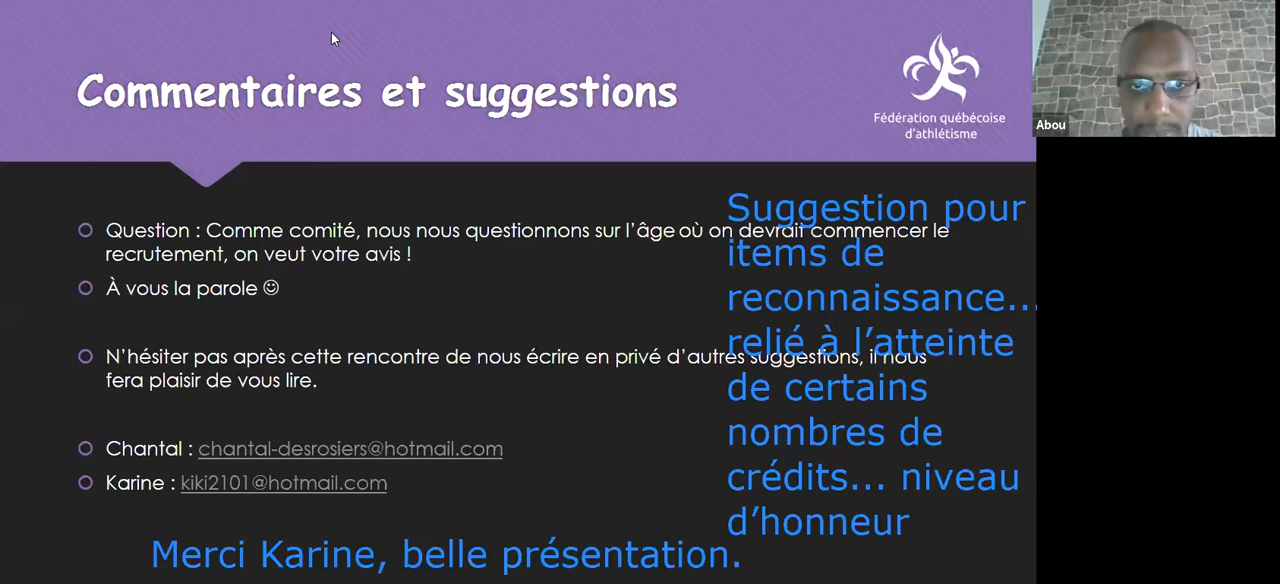 Commentaires et suggestions
Fédération québécoise
d'athlétisme
Abou
Question : Comme comité, nous nous questionnons sur l'âge où on devrait commencer le
recrutement, on veut votre avis !
À vous la parole ☺
N'hésiter pas après cette rencontre de nous écrire en privé d'autres suggestions, il nous
fera plaisir de vous lire.
Chantal : chantal-desrosiers@hotmail.com
Karine : kiki2101@hotmail.com
Suggestion pour
items de
reconnaissance...
relié à l'atteinte
de certains
nombres de
crédits... niveau
d'honneur
Merci Karine, belle présentation.